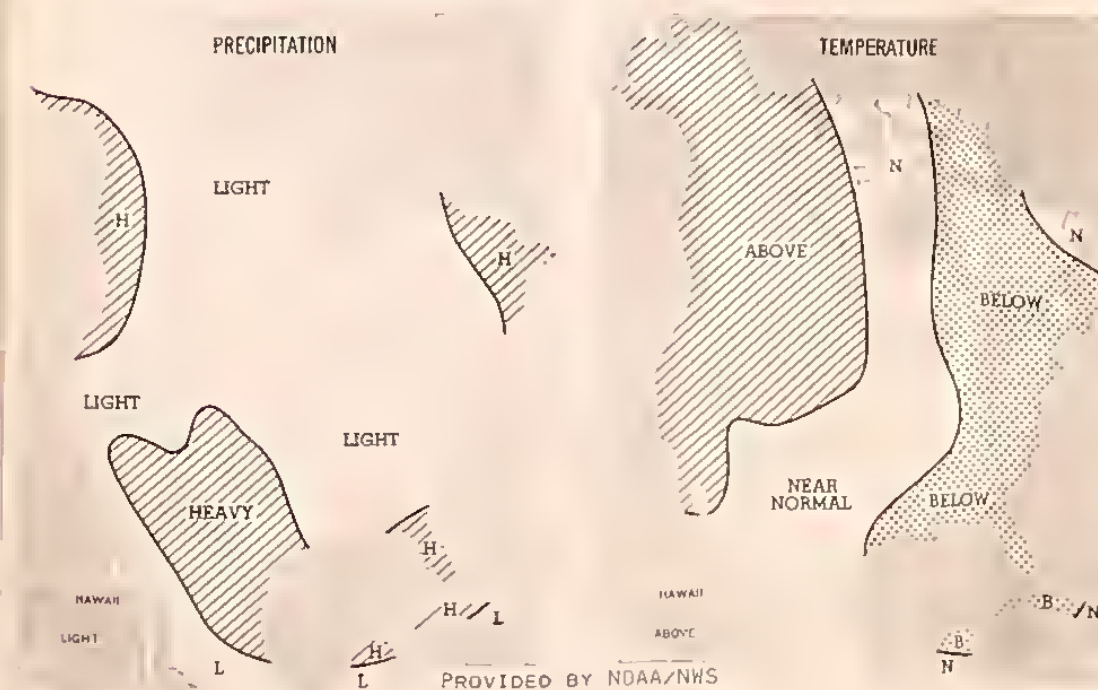 PRECIPITATION
H
LIGHT
H
LIGHT
LIGHT
HEAVY
H
H
L
H
L
L
HAWAII
LIGHT
TEMPERATURE
N
ABOVE
N
BELOW
NEAR
NORMAL
BELOW
HAWAII
ABOVE
B
N
B
N
PROVIDED BY NOAA/NWS